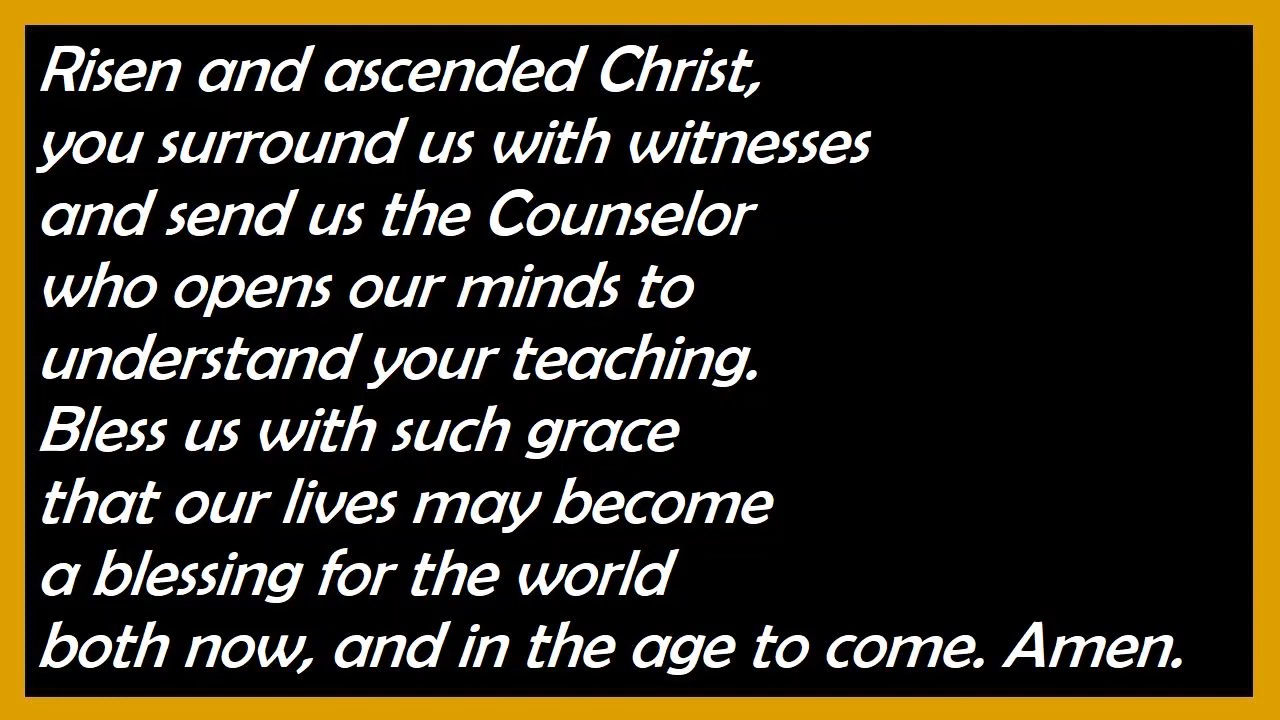 Risen and ascended Christ,
you surround us with witnesses
and send us the Counselor
who opens our minds to
understand your teaching.
Bless us with such grace
that our lives may become
a blessing for the world
both now, and in the age to come. Amen.